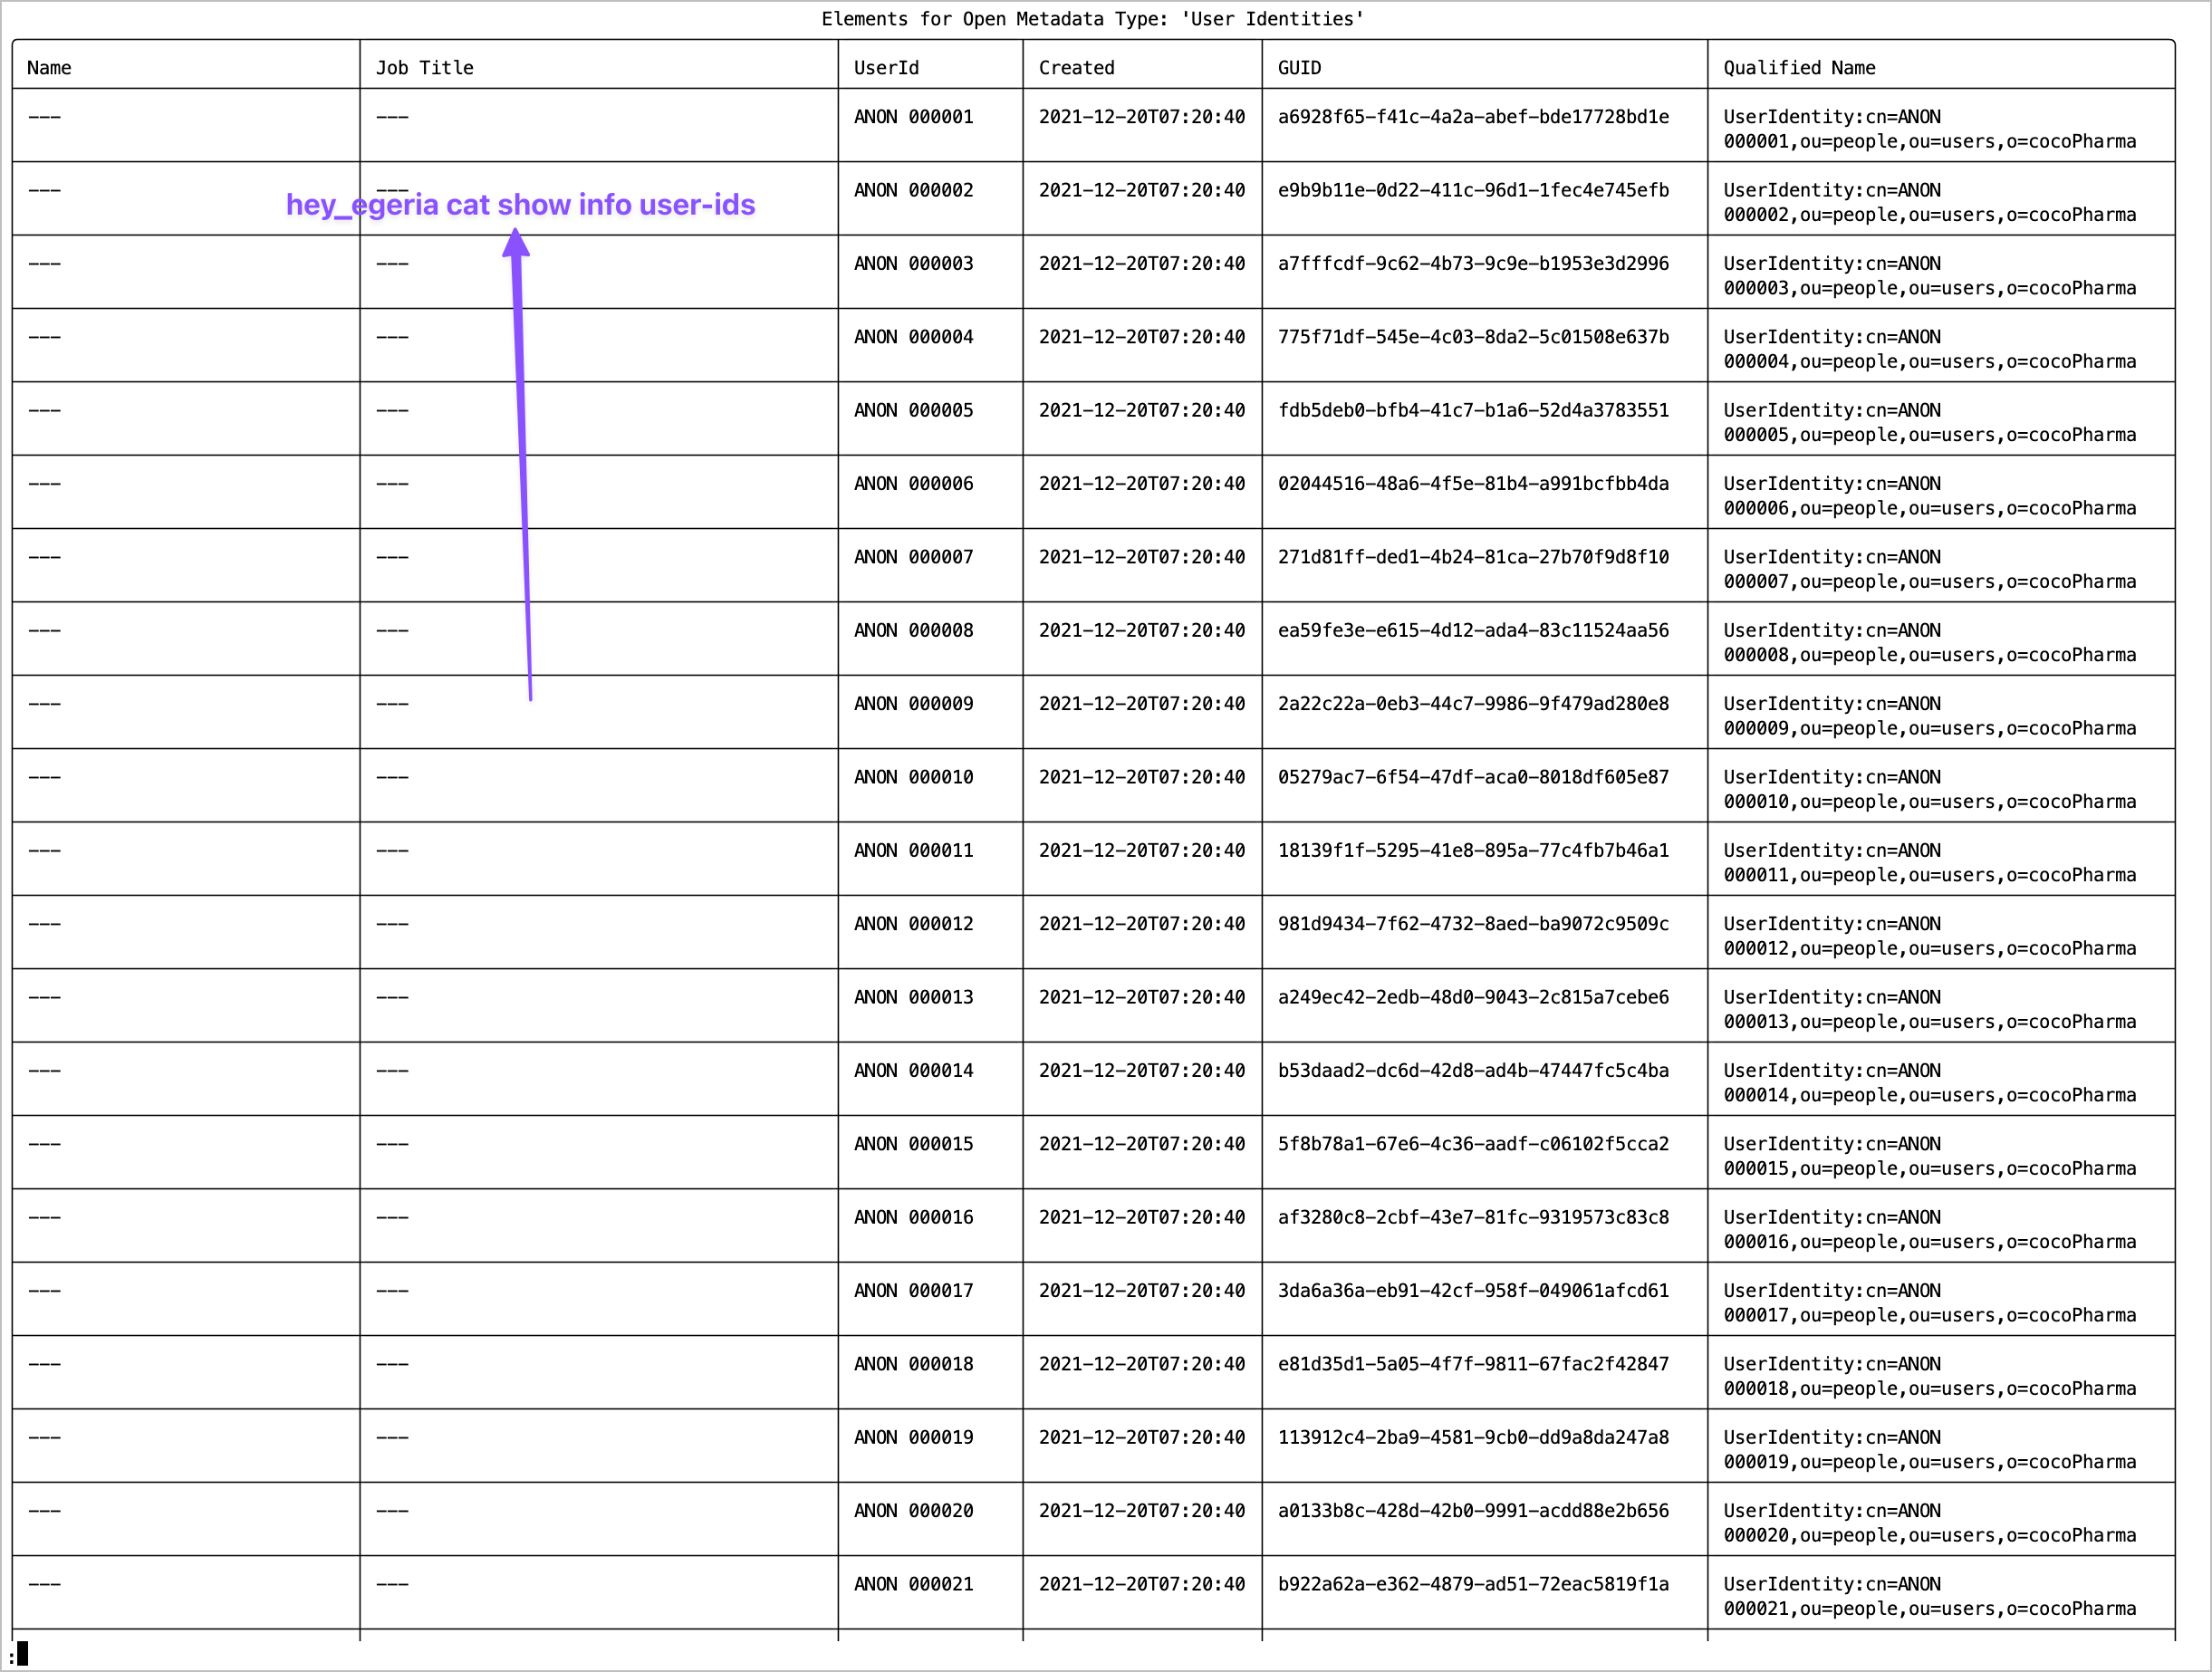 Elements for Open Metadata Type: 'User Identities'
Name Job Title UserId Created GUID Qualified Name
--- --- ANON 000001 2021-12-20T07:20:40 a6928f65-f41c-4a2a-abef-bde17728bd1e UserIdentity:cn=ANON
000001,ou=people,ou=users,o=cocoPharma
--- --- ANON 000002 2021-12-20T07:20:40 e9b9b11e-0d22-411c-96d1-1fec4e745efb UserIdentity:cn=ANON
hey_egeria cat show info user-ids
000002,ou=people,ou=users,o=cocoPharma
--- --- ANON 000003 2021-12-20T07:20:40 a7fffcdf-9c62-4b73-9c9e-b1953e3d2996 UserIdentity:cn=ANON
000003,ou=people,ou=users,o=cocoPharma
--- --- ANON 000004 2021-12-20T07:20:40 775f71df-545e-4c03-8da2-5c01508e637b UserIdentity:cn=ANON
000004,ou=people,ou=users,o=cocoPharma
--- --- ANON 000005 2021-12-20T07:20:40 fdb5deb0-bfb4-41c7-b1a6-52d4a3783551 UserIdentity:cn=ANON
000005,ou=people,ou=users,o=cocoPharma
--- --- ANON 000006 2021-12-20T07:20:40 02044516-48a6-4f5e-81b4-a991bcfbb4da UserIdentity:cn=ANON
000006,ou=people,ou=users,o=cocoPharma
--- --- ANON 000007 2021-12-20T07:20:40 271d81ff-ded1-4b24-81ca-27b70f9d8f10 UserIdentity:cn=ANON
000007,ou=people,ou=users,o=cocoPharma
--- --- ANON 000008 2021-12-20T07:20:40 ea59fe3e-e615-4d12-ada4-83c11524aa56 UserIdentity:cn=ANON
000008,ou=people,ou=users,o=cocoPharma
--- --- ANON 000009 2021-12-20T07:20:40 2a22c22a-0eb3-44c7-9986-9f479ad280e8 UserIdentity:cn=ANON
000009,ou=people,ou=users,o=cocoPharma
--- --- ANON 000010 2021-12-20T07:20:40 05279ac7-6f54-47df-aca0-8018df605e87 UserIdentity:cn=ANON
000010,ou=people,ou=users,o=cocoPharma
--- --- ANON 000011 2021-12-20T07:20:40 18139f1f-5295-41e8-895a-77c4fb7b46a1 UserIdentity:cn=ANON
000011,ou=people,ou=users,o=cocoPharma
--- --- ANON 000012 2021-12-20T07:20:40 981d9434-7f62-4732-8aed-ba9072c9509c UserIdentity:cn=ANON
000012,ou=people,ou=users,o=cocoPharma
--- --- ANON 000013 2021-12-20T07:20:40 a249ec42-2edb-48d0-9043-2c815a7cebe6 UserIdentity:cn=ANON
000013,ou=people,ou=users,o=cocoPharma
--- --- ANON 000014 2021-12-20T07:20:40 b53daad2-dc6d-42d8-ad4b-47447fc5c4ba UserIdentity:cn=ANON
000014,ou=people,ou=users,o=cocoPharma
--- --- ANON 000015 2021-12-20T07:20:40 5f8b78a1-67e6-4c36-aadf-c06102f5cca2 UserIdentity:cn=ANON
000015,ou=people,ou=users,o=cocoPharma
--- --- ANON 000016 2021-12-20T07:20:40 af3280c8-2cbf-43e7-81fc-9319573c83c8 UserIdentity:cn=ANON
000016,ou=people,ou=users,o=cocoPharma
--- --- ANON 000017 2021-12-20T07:20:40 3da6a36a-eb91-42cf-958f-049061afcd61 UserIdentity:cn=ANON
000017,ou=people,ou=users,o=cocoPharma
--- --- ANON 000018 2021-12-20T07:20:40 e81d35d1-5a05-4f7f-9811-67fac2f42847 UserIdentity:cn=ANON
000018,ou=people,ou=users,o=cocoPharma
--- --- ANON 000019 2021-12-20T07:20:40 113912c4-2ba9-4581-9cb0-dd9a8da247a8 UserIdentity:cn=ANON
000019,ou=people,ou=users,o=cocoPharma
--- --- ANON 000020 2021-12-20T07:20:40 a0133b8c-428d-42b0-9991-acdd88e2b656 UserIdentity:cn=ANON
000020,ou=people,ou=users,o=cocoPharma
--- --- ANON 000021 2021-12-20T07:20:40 b922a62a-e362-4879-ad51-72eac5819f1a UserIdentity:cn=ANON
000021,ou=people,ou=users,o=cocoPharma
: